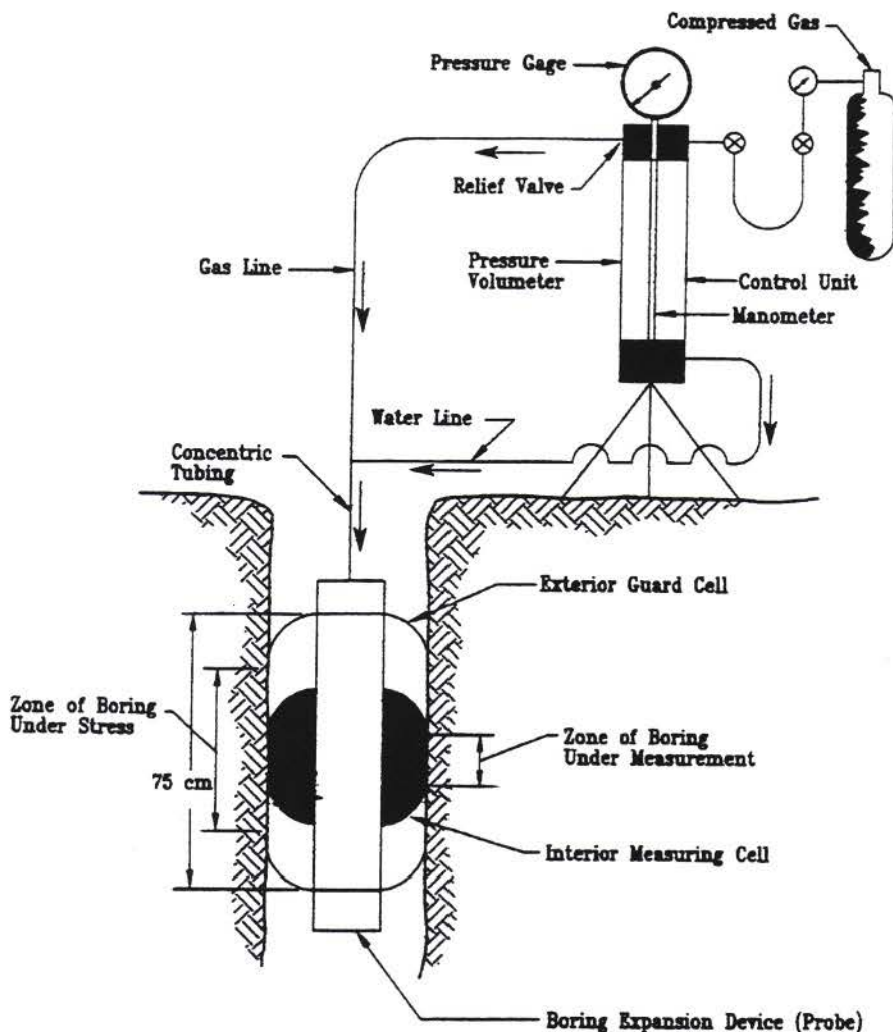 Compressed Gas
Pressure Gage
Relief Valve
Gas Line
Pressure
Volumeter
Control Unit
Manometer
Water Line
Concentric
Tubing
Exterior Guard Cell
Zone of Boring
Under Stress
Zone of Boring
Under Measurement
75 cm
Interior Measuring Cell
Boring Expansion Device (Probe)